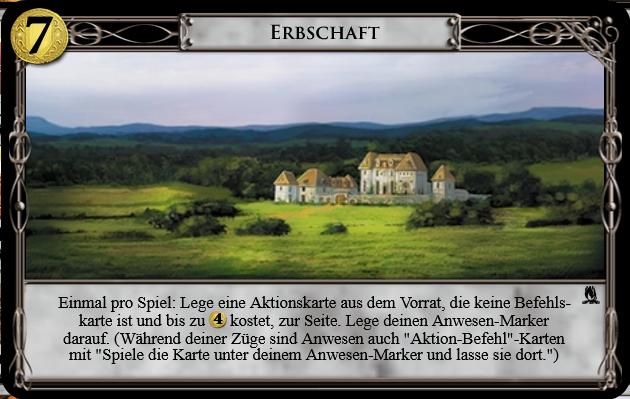 7
Erbschaft
Einmal pro Spiel: Lege eine Aktionskarte aus dem Vorrat, die keine Befehls-
karte ist und bis zu 4 kostet, zur Seite. Lege deinen Anwesen-Marker
darauf. (Während deiner Züge sind Anwesen auch "Aktion-Befehl"-Karten
mit "Spiele die Karte unter deinem Anwesen-Marker und lasse sie dort.")